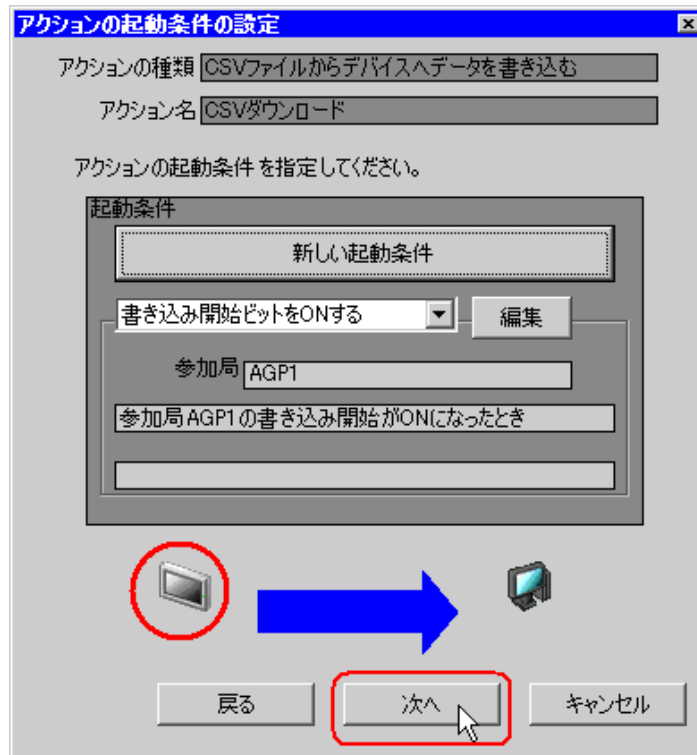 アクションの起動条件の設定
アクションの種類 CSVファイルからデバイスへデータを書き込む
アクション名 CSVダウンロード
アクションの起動条件を指定してください。
起動条件
新しい起動条件
書き込み開始ビットをONする 編集
参加局 AGP1
参加局AGP1の書き込み開始がONになったとき
戻る 次へ キャンセル